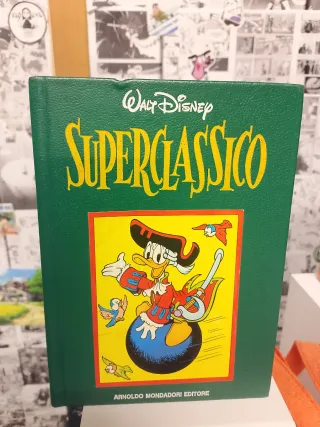 WALT DISNEY
SUPERCLASSICO
ARNOLDO MONDADORI EDITORE